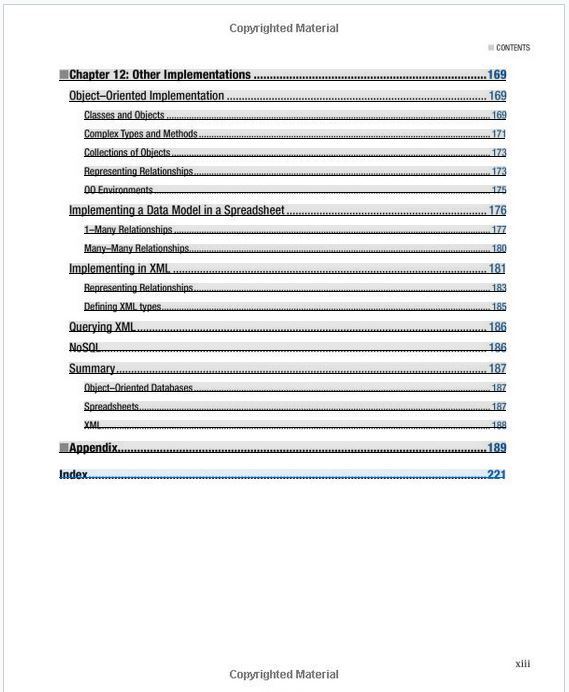 Copyrighted Material
CONTENTS
Chapter 12: Other Implementations ........ 169
Object–Oriented Implementation ........ 169
Classes and Objects ........ 169
Complex Types and Methods ........ 171
Collections of Objects ........ 173
Representing Relationships ........ 173
OO Environments ........ 175
Implementing a Data Model in a Spreadsheet ........ 176
1–Many Relationships ........ 177
Many–Many Relationships ........ 180
Implementing in XML ........ 181
Representing Relationships ........ 183
Defining XML types ........ 185
Querying XML ........ 186
NoSQL ........ 186
Summary ........ 187
Object–Oriented Databases ........ 187
Spreadsheets ........ 187
XML ........ 188
Appendix ........ 189
Index ........ 221
xiii
Copyrighted Material